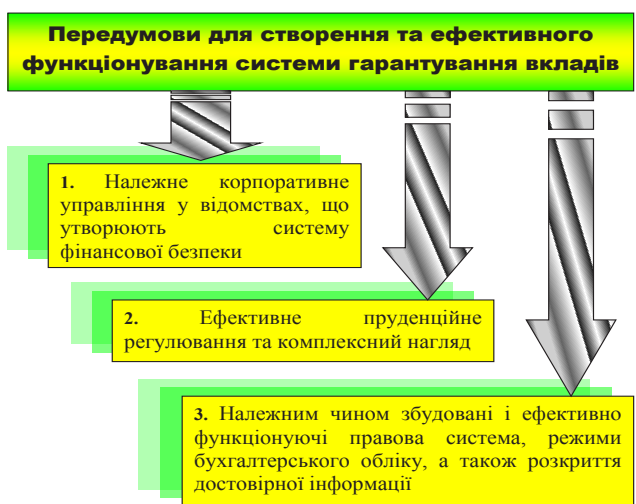 Передумови для створення та ефективного
функціонування системи гарантування вкладів
1. Належне корпоративне
управління у відомствах, що
утворюють систему
фінансової безпеки
2. Ефективне пруденційне
регулювання та комплексний нагляд
3. Належним чином збудовані і ефективно
функціонуючі правова система, режими
бухгалтерського обліку, а також розкриття
достовірної інформації